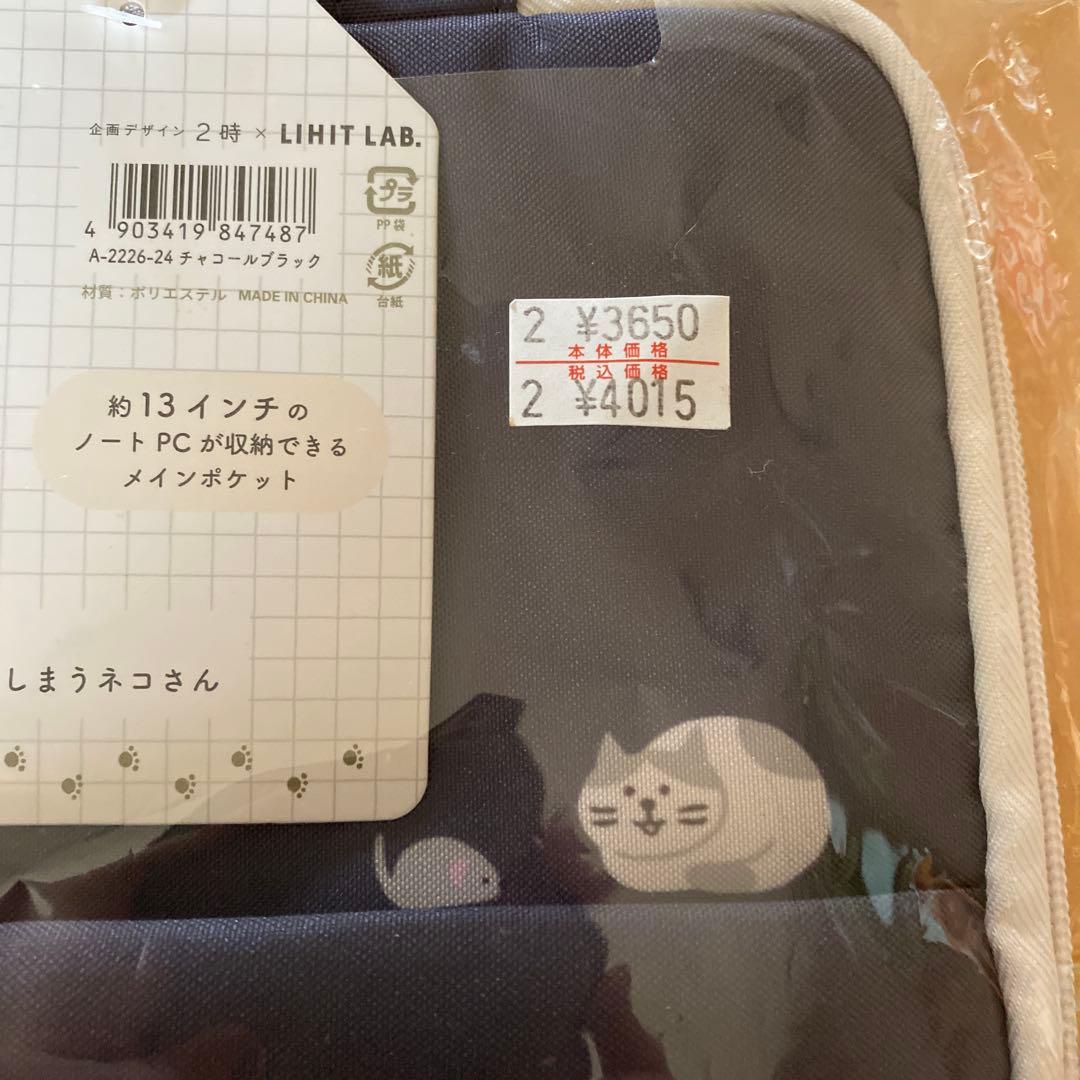 企画デザイン 2時 × LIHIT LAB.
4 903419 847487
A-2226-24 チャコールブラック
材質:ポリエステル MADE IN CHINA
プラ
PP袋
紙
台紙
約13インチの
ノートPCが収納できる
メインポケット
しまうネコさん
2 ¥3650
本体価格
税込価格
2 ¥4015